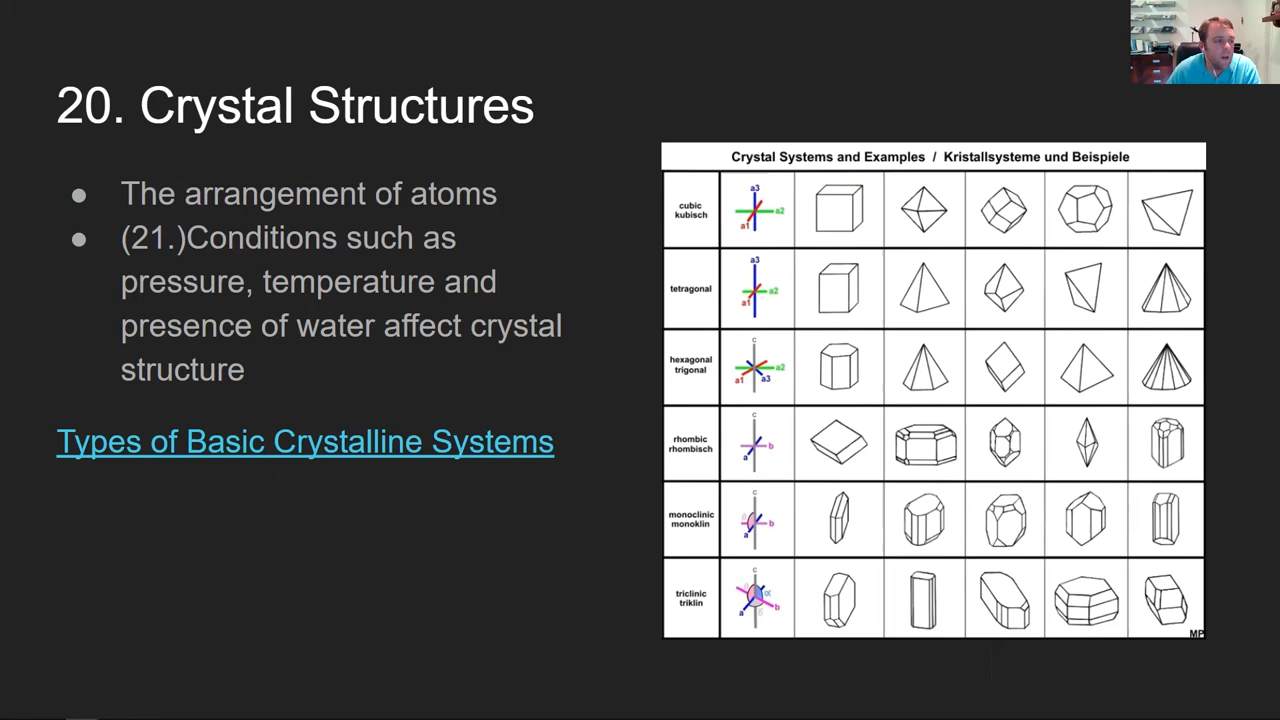 20. Crystal Structures
● The arrangement of atoms
● (21.)Conditions such as
pressure, temperature and
presence of water affect crystal
structure
Types of Basic Crystalline Systems
Crystal Systems and Examples / Kristallsysteme und Beispiele
cubic
kubisch
a3
a2
a1
tetragonal
a3
a2
a1
hexagonal
trigonal
c
a2
a1
a3
rhombic
rhombisch
c
b
a
monoclinic
monoklin
c
b
a
triclinic
triklin
c
α
a
b
MP